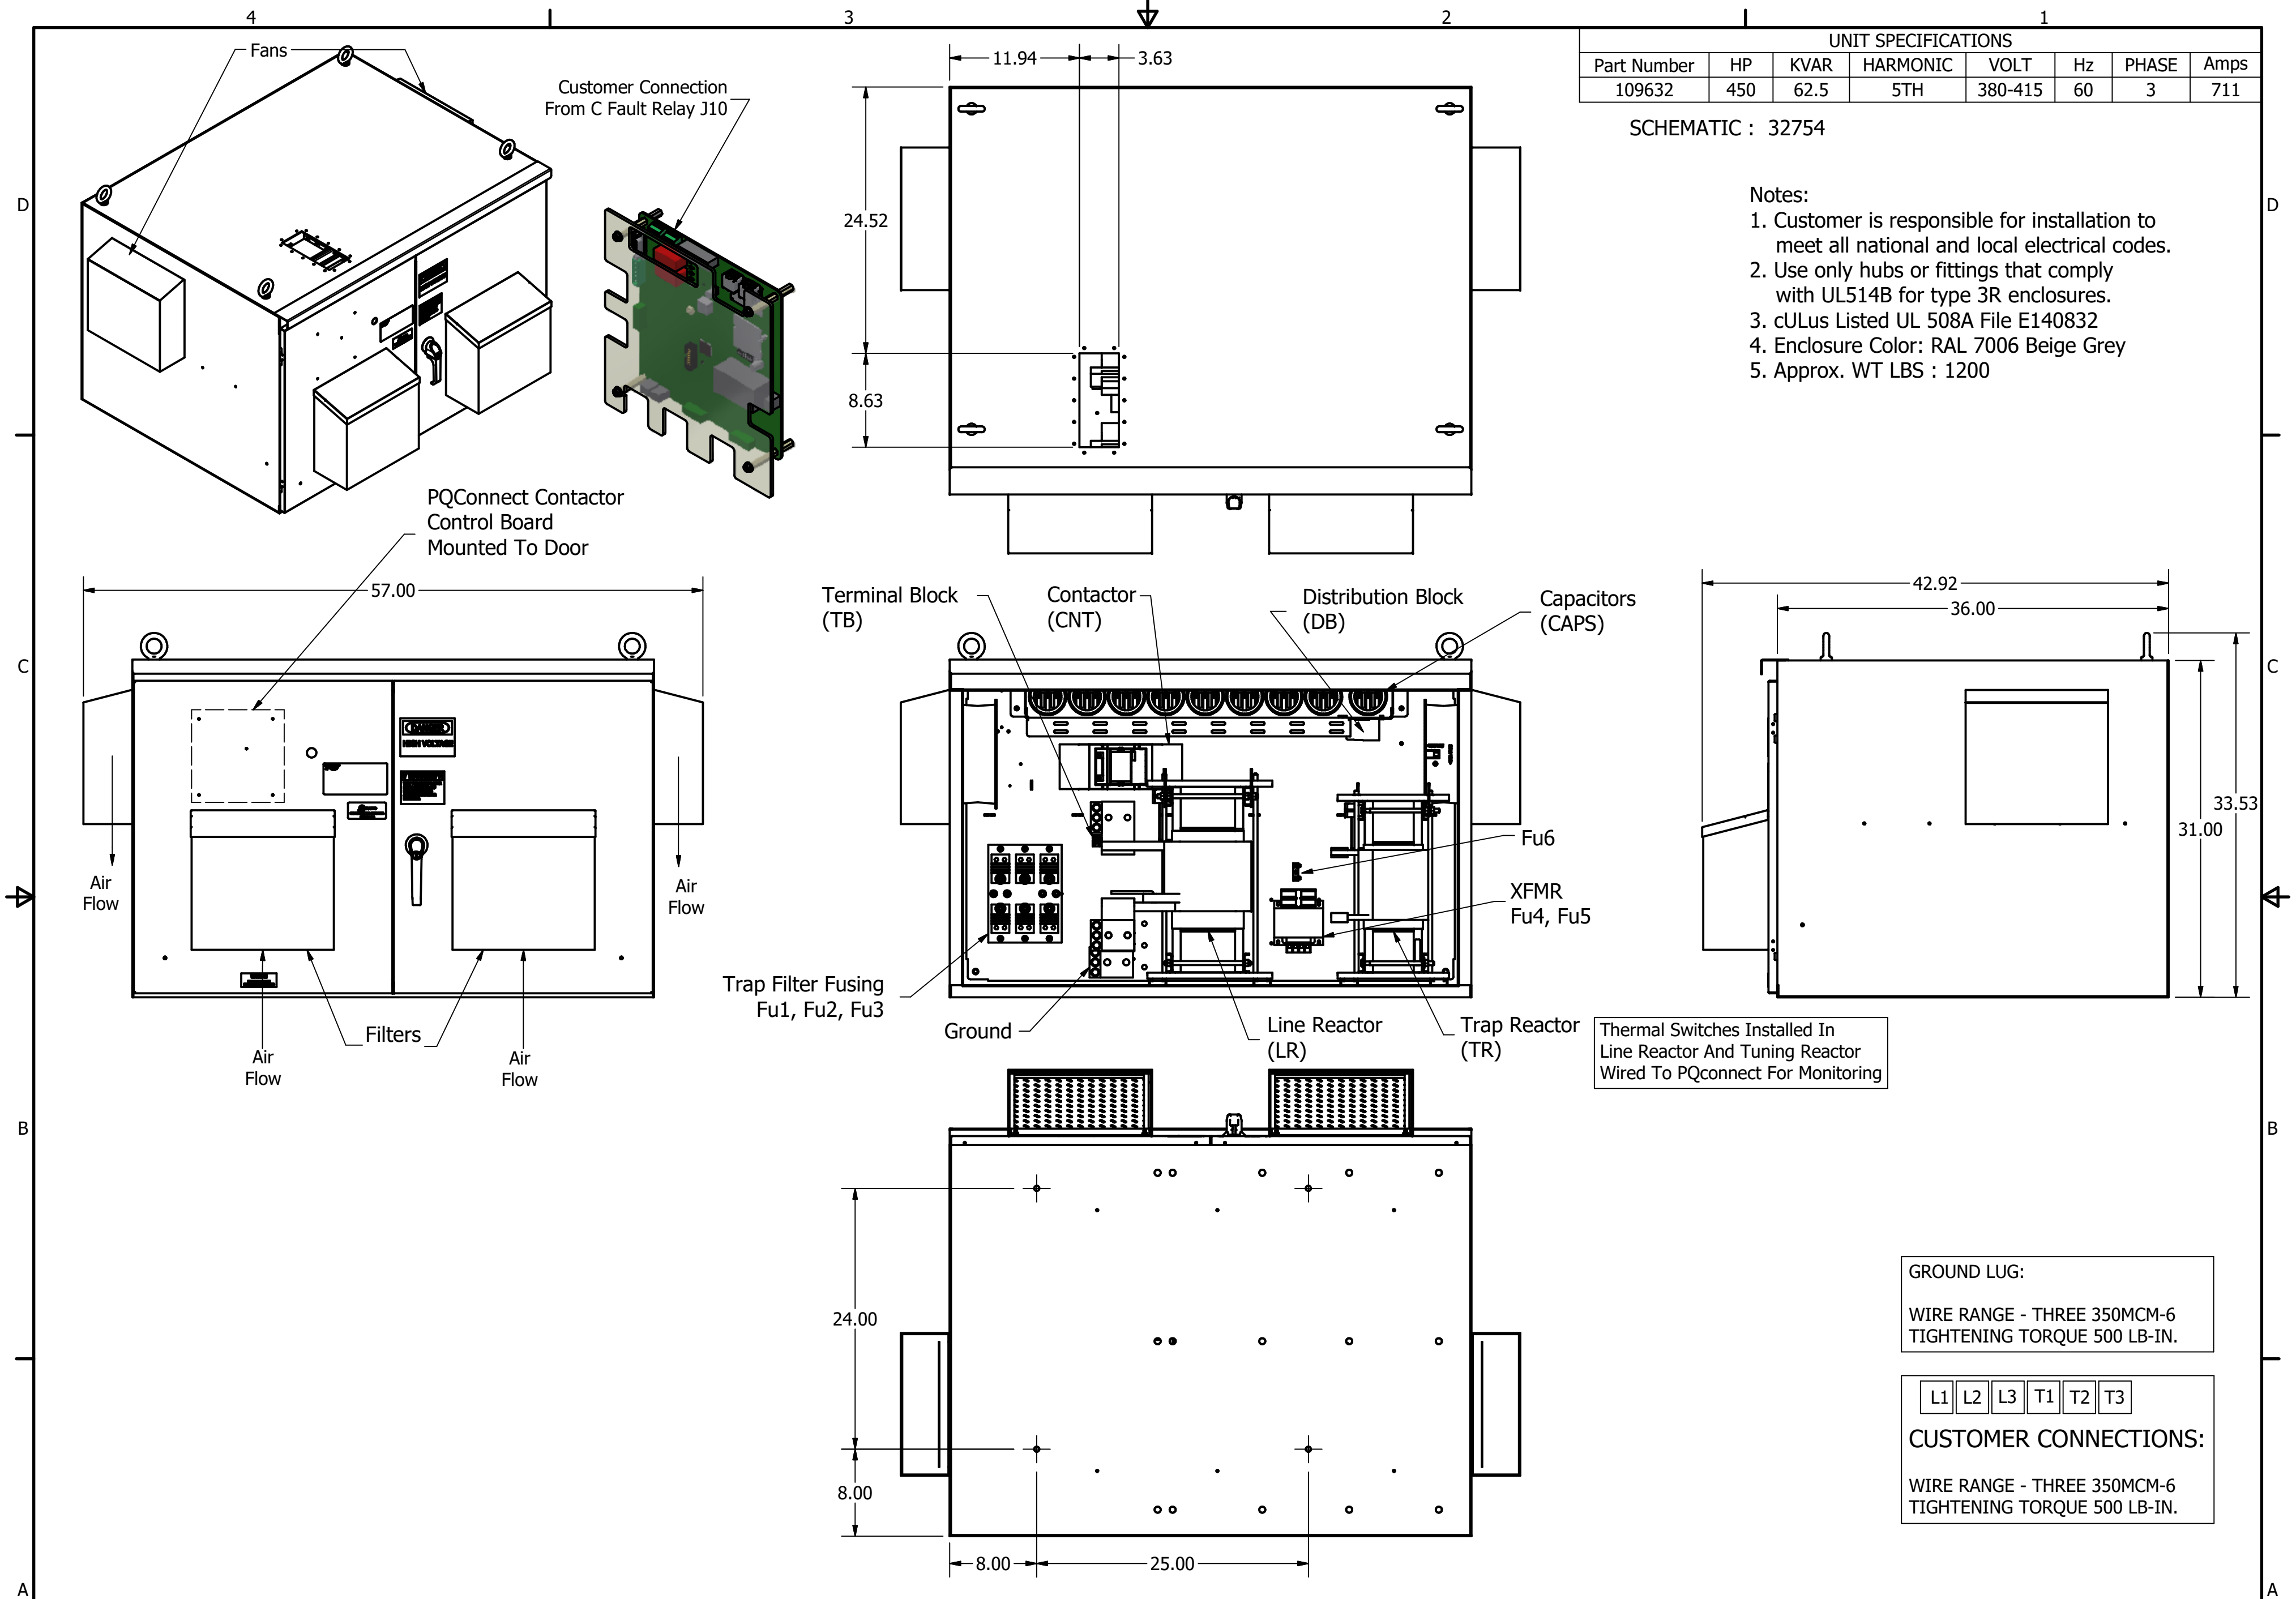 4
3
2
1
UNIT SPECIFICATIONS
Part Number HP KVAR HARMONIC VOLT Hz PHASE Amps
109632 450 62.5 5TH 380-415 60 3 711
SCHEMATIC : 32754
Notes:
1. Customer is responsible for installation to
meet all national and local electrical codes.
2. Use only hubs or fittings that comply
with UL514B for type 3R enclosures.
3. cULus Listed UL 508A File E140832
4. Enclosure Color: RAL 7006 Beige Grey
5. Approx. WT LBS : 1200
Fans
Customer Connection
From C Fault Relay J10
11.94
3.63
24.52
8.63
D
D
PQConnect Contactor
Control Board
Mounted To Door
57.00
HIGH VOLTAGE
Air
Flow
Air
Flow
Filters
Air
Flow
Air
Flow
Terminal Block
(TB)
Contactor
(CNT)
Distribution Block
(DB)
Capacitors
(CAPS)
Fu6
XFMR
Fu4, Fu5
Trap Filter Fusing
Fu1, Fu2, Fu3
Ground
Line Reactor
(LR)
Trap Reactor
(TR)
42.92
36.00
33.53
31.00
C
C
Thermal Switches Installed In
Line Reactor And Tuning Reactor
Wired To PQconnect For Monitoring
B
B
24.00
8.00
8.00
25.00
GROUND LUG:
WIRE RANGE - THREE 350MCM-6
TIGHTENING TORQUE 500 LB-IN.
L1 L2 L3 T1 T2 T3
CUSTOMER CONNECTIONS:
WIRE RANGE - THREE 350MCM-6
TIGHTENING TORQUE 500 LB-IN.
A
A